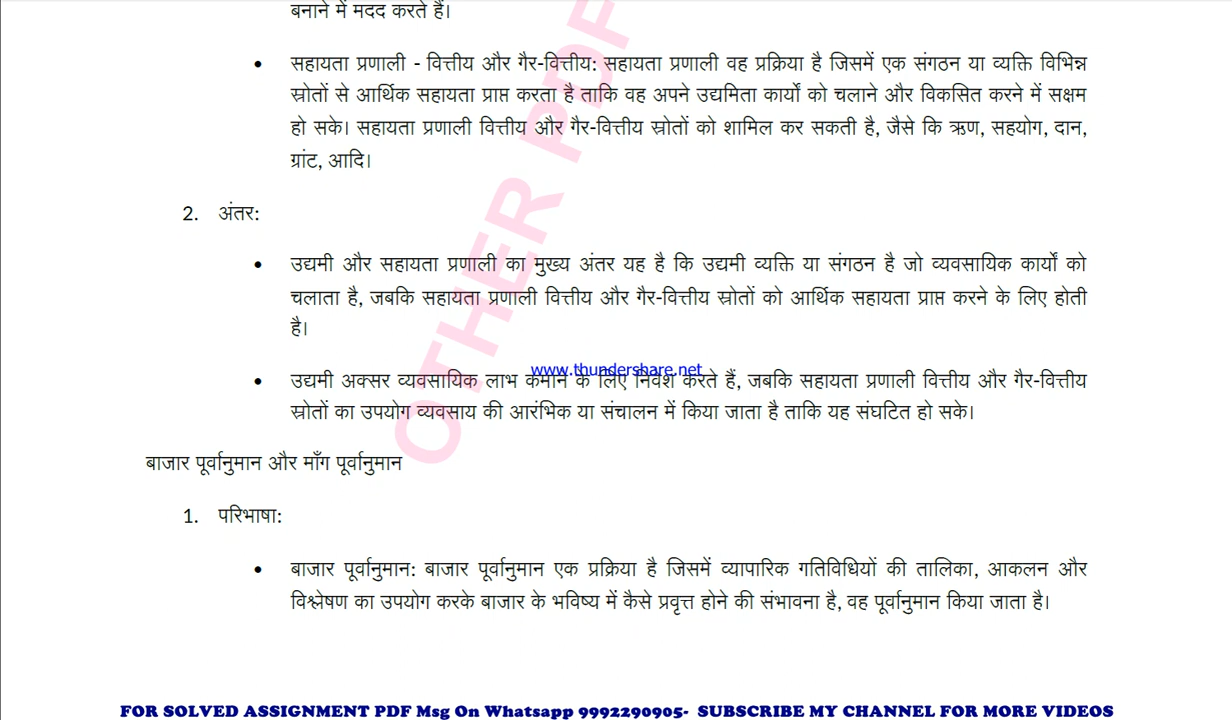 बनाने में मदद करते हैं।
• सहायता प्रणाली - वित्तीय और गैर-वित्तीय: सहायता प्रणाली वह प्रक्रिया है जिसमें एक संगठन या व्यक्ति विभिन्न
स्रोतों से आर्थिक सहायता प्राप्त करता है ताकि वह अपने उद्यमिता कार्यों को चलाने और विकसित करने में सक्षम
हो सके। सहायता प्रणाली वित्तीय और गैर-वित्तीय स्रोतों को शामिल कर सकती है, जैसे कि ऋण, सहयोग, दान,
ग्रांट, आदि।
2. अंतर:
• उद्यमी और सहायता प्रणाली का मुख्य अंतर यह है कि उद्यमी व्यक्ति या संगठन है जो व्यवसायिक कार्यों को
चलाता है, जबकि सहायता प्रणाली वित्तीय और गैर-वित्तीय स्रोतों को आर्थिक सहायता प्राप्त करने के लिए होती
है।
www.thundershare.net
• उद्यमी अक्सर व्यवसायिक लाभ कमाने के लिए निवेश करते हैं, जबकि सहायता प्रणाली वित्तीय और गैर-वित्तीय
स्रोतों का उपयोग व्यवसाय की आरंभिक या संचालन में किया जाता है ताकि यह संघटित हो सके।
बाजार पूर्वानुमान और माँग पूर्वानुमान
1. परिभाषा:
• बाजार पूर्वानुमान: बाजार पूर्वानुमान एक प्रक्रिया है जिसमें व्यापारिक गतिविधियों की तालिका, आकलन और
विश्लेषण का उपयोग करके बाजार के भविष्य में कैसे प्रवृत्त होने की संभावना है, वह पूर्वानुमान किया जाता है।
OTHER PDF
FOR SOLVED ASSIGNMENT PDF Msg On Whatsapp 9992290905- SUBSCRIBE MY CHANNEL FOR MORE VIDEOS